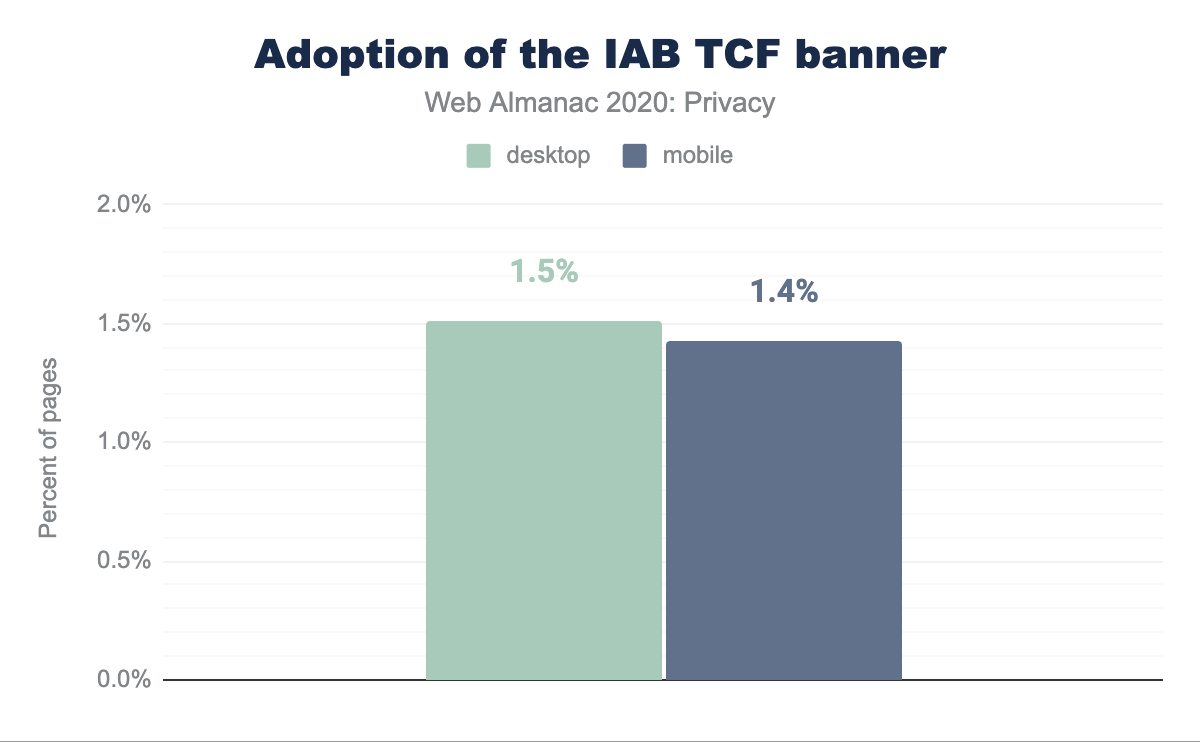 Adoption of the IAB TCF banner
Web Almanac 2020: Privacy
desktop mobile
2.0%
1.5%
1.4%
1.5%
1.0%
0.5%
0.0%
Percent of pages